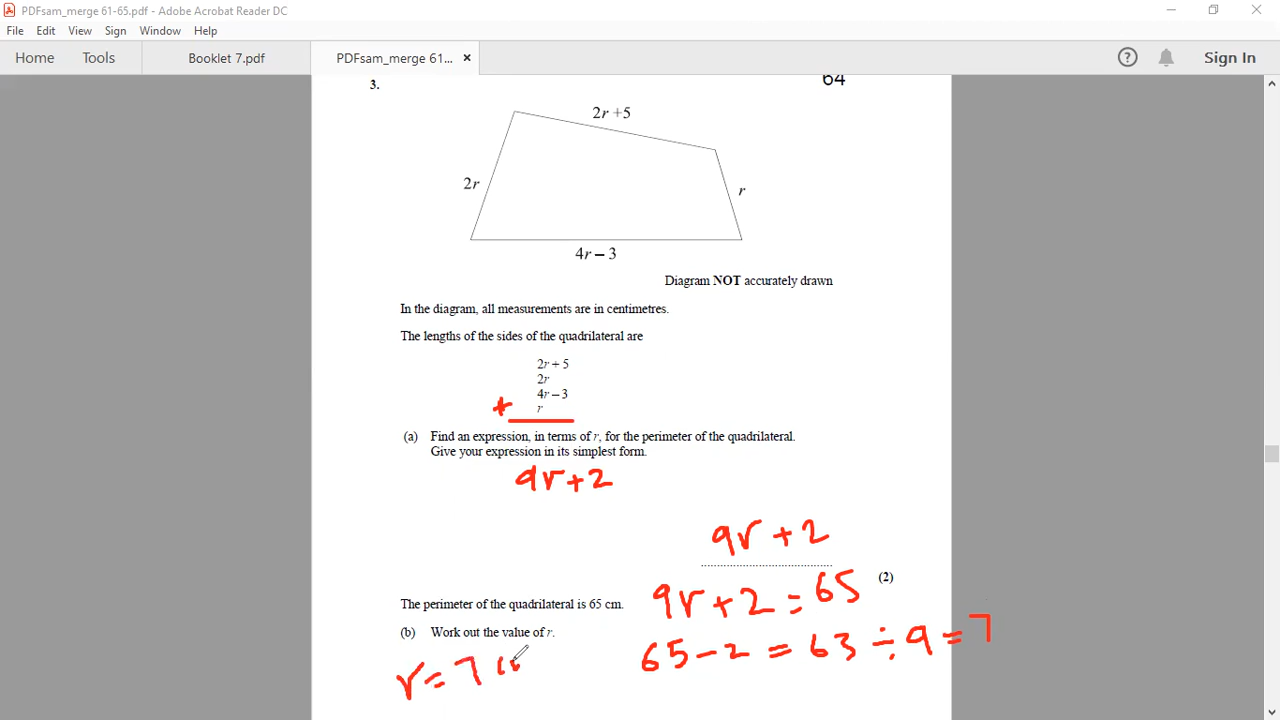 PDFsam_merge 61-65.pdf - Adobe Acrobat Reader DC
File Edit View Sign Window Help
Home Tools Booklet 7.pdf PDFsam_merge 61... × Sign In
3. 64
2r + 5
2r
r
4r – 3
Diagram NOT accurately drawn
In the diagram, all measurements are in centimetres.
The lengths of the sides of the quadrilateral are
2r + 5
2r
4r – 3
+ r
(a) Find an expression, in terms of r, for the perimeter of the quadrilateral.
Give your expression in its simplest form.
9r+2
9r+2
(2)
9r+2=65
The perimeter of the quadrilateral is 65 cm.
(b) Work out the value of r.
65-2=63÷9=7
r=7